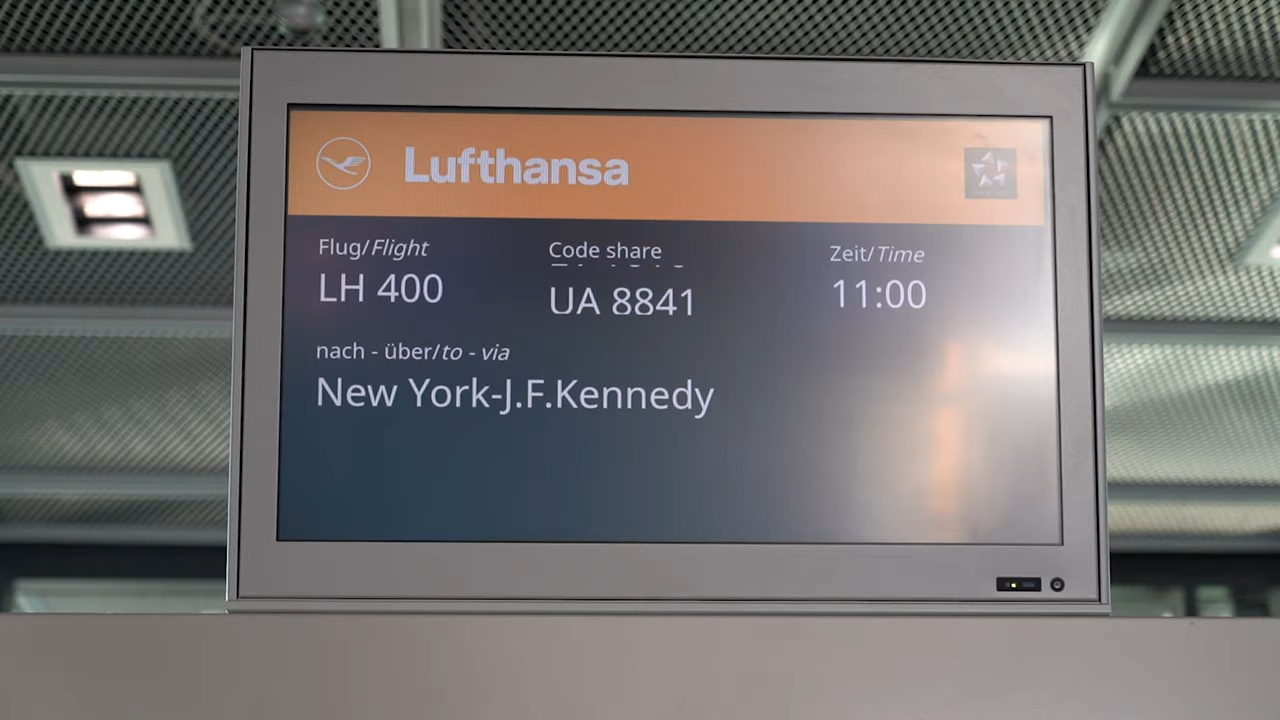 Lufthansa
Flug/Flight Code share Zeit/Time
LH 400 UA 8841 11:00
nach - über/to - via
New York-J.F.Kennedy